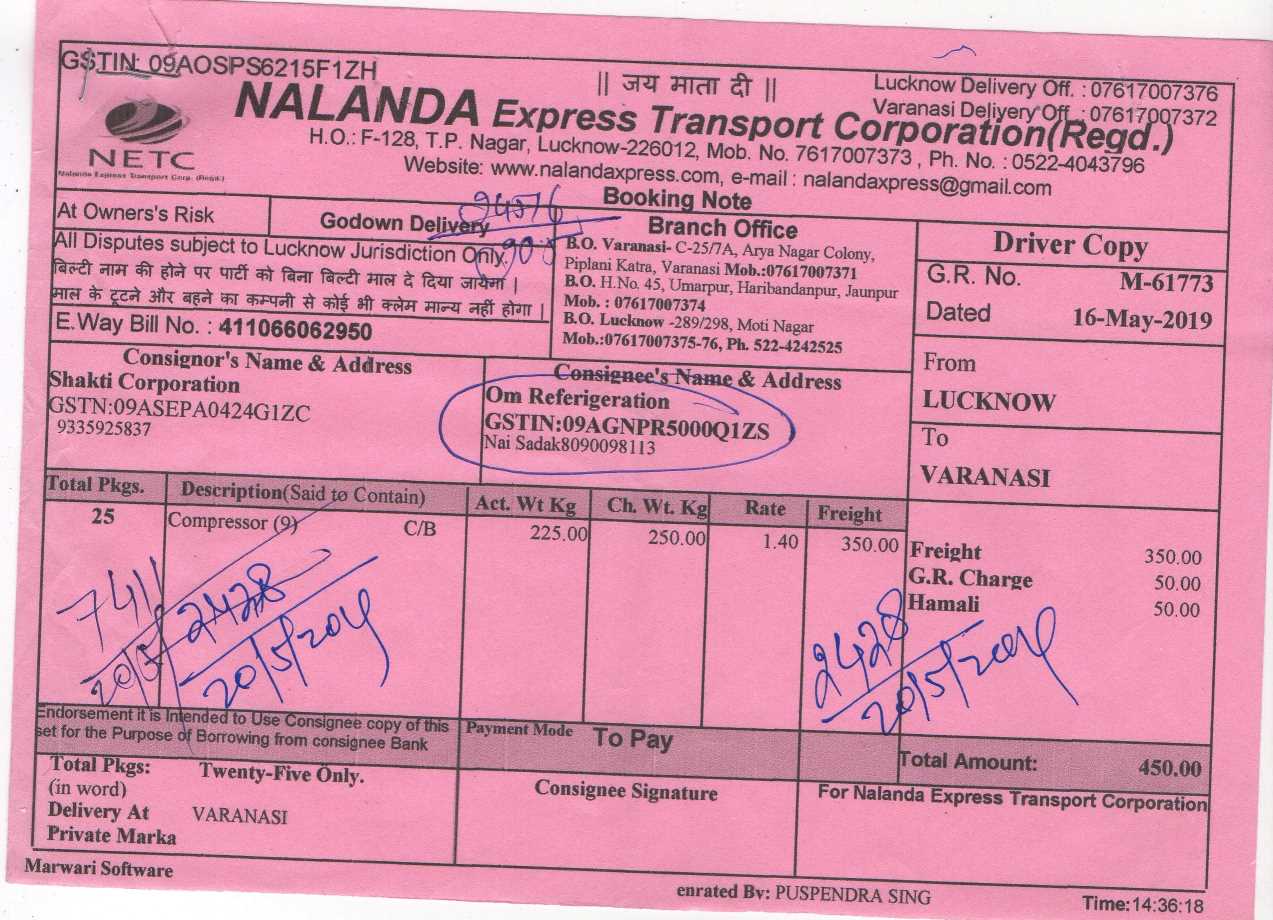 GSTIN: 09AOSPS6215F1ZH
|| जय माता दी ||
Lucknow Delivery Off. : 07617007376
Varanasi Delivery Off. : 07617007372
NALANDA Express Transport Corporation(Regd.)
NETC
Nalanda Express Transport Corp. (Regd.)
H.O.: F-128, T.P. Nagar, Lucknow-226012, Mob. No. 7617007373 , Ph. No. : 0522-4043796
Website: www.nalandaxpress.com, e-mail : nalandaxpress@gmail.com
Booking Note
At Owners's Risk
Godown Delivery
All Disputes subject to Lucknow Jurisdiction Only.
बिल्टी नाम की होने पर पार्टी को बिना बिल्टी माल दे दिया जायेगा |
माल के टूटने और बहने का कम्पनी से कोई भी क्लेम मान्य नहीं होगा |
E.Way Bill No. : 411066062950
Branch Office
B.O. Varanasi- C-25/7A, Arya Nagar Colony,
Piplani Katra, Varanasi Mob.:07617007371
B.O. H.No. 45, Umarpur, Haribandanpur, Jaunpur
Mob. : 07617007374
B.O. Lucknow -289/298, Moti Nagar
Mob.:07617007375-76, Ph. 522-4242525
Driver Copy
G.R. No. M-61773
Dated 16-May-2019
Consignor's Name & Address
Shakti Corporation
GSTN:09ASEPA0424G1ZC
9335925837
Consignee's Name & Address
Om Referigeration
GSTIN:09AGNPR5000Q1ZS
Nai Sadak8090098113
From
LUCKNOW
To
VARANASI
Total Pkgs. Description(Said to Contain) Act. Wt Kg Ch. Wt. Kg Rate Freight
25 Compressor (9) C/B 225.00 250.00 1.40 350.00
Freight 350.00
G.R. Charge 50.00
Hamali 50.00
7411
2428
20/5/2019
2428
20/5/2019
Endorsement it is Intended to Use Consignee copy of this
set for the Purpose of Borrowing from consignee Bank
Payment Mode To Pay
Total Amount: 450.00
Total Pkgs: Twenty-Five Only.
(in word)
Delivery At VARANASI
Private Marka
Consignee Signature
For Nalanda Express Transport Corporation
Marwari Software
enrated By: PUSPENDRA SING
Time:14:36:18